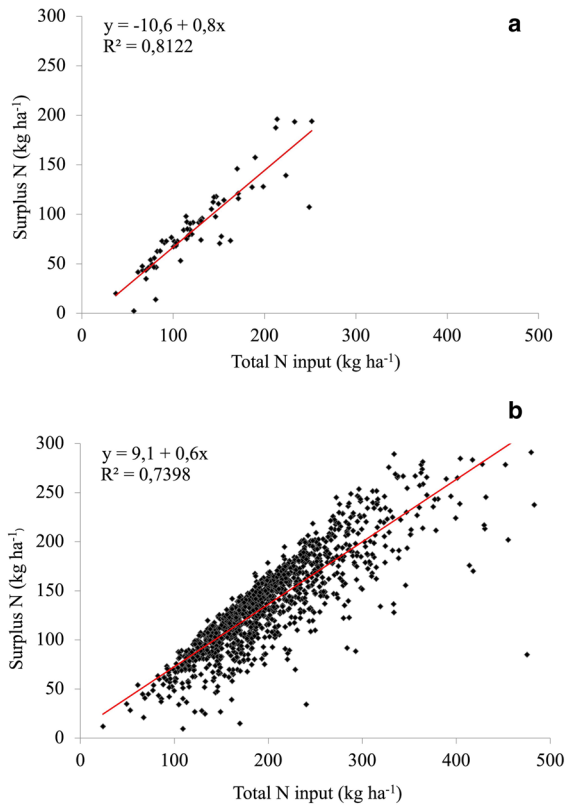 a
y = -10,6 + 0,8x
R² = 0,8122
300
250
200
150
100
50
0
Surplus N (kg ha⁻¹)
0 100 200 300 400 500
Total N input (kg ha⁻¹)
b
y = 9,1 + 0,6x
R² = 0,7398
300
250
200
150
100
50
0
Surplus N (kg ha⁻¹)
0 100 200 300 400 500
Total N input (kg ha⁻¹)